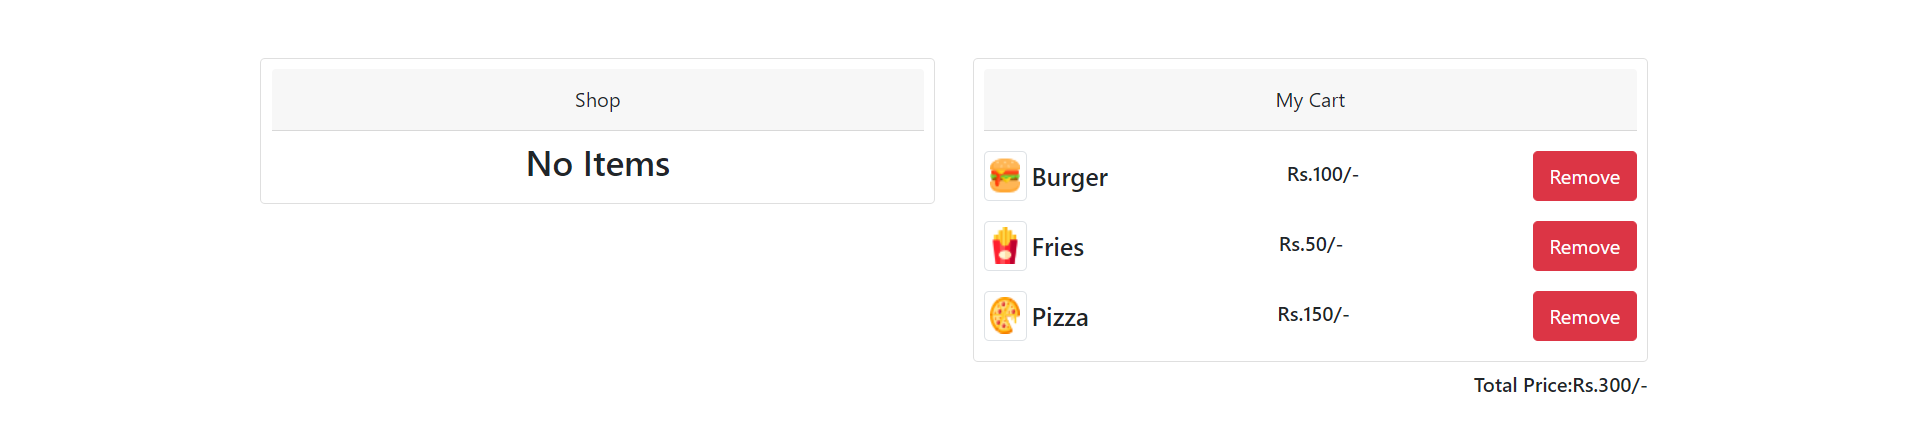 Shop
No Items
My Cart
Burger Rs.100/- Remove
Fries Rs.50/- Remove
Pizza Rs.150/- Remove
Total Price:Rs.300/-